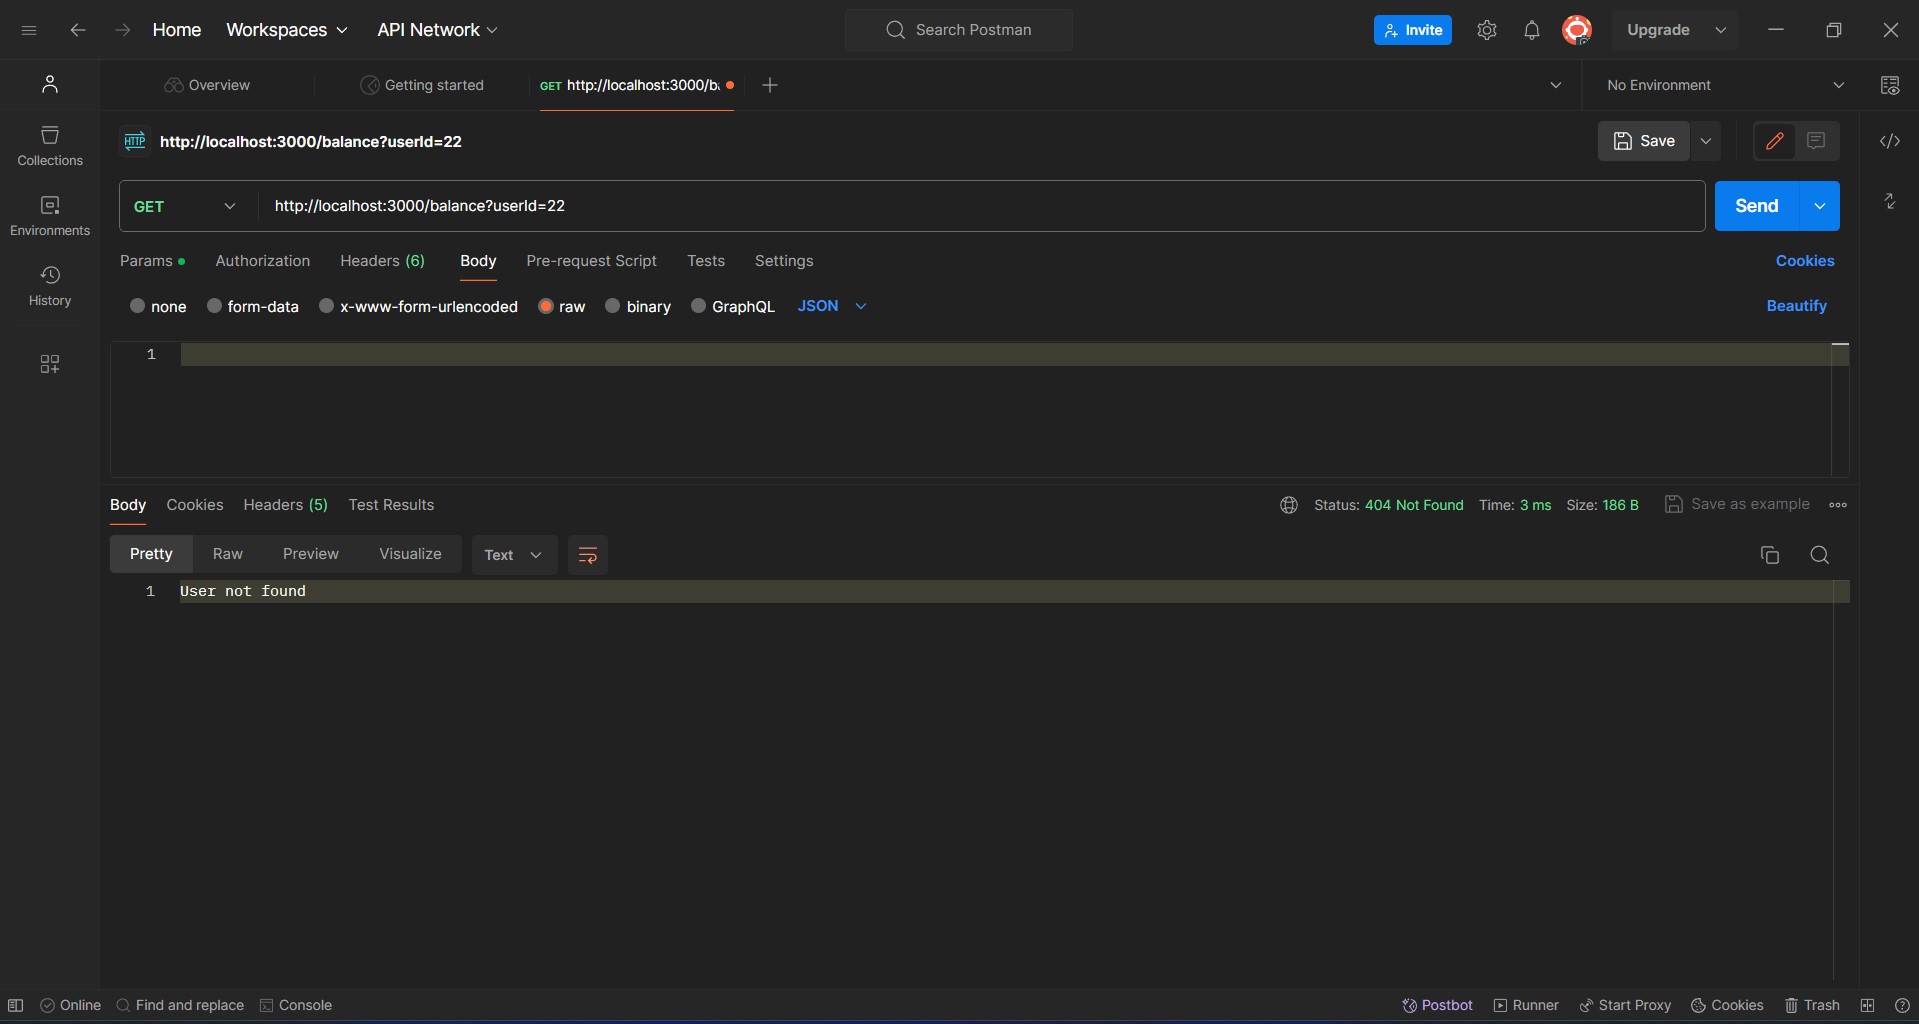 Home Workspaces API Network Search Postman Invite Upgrade
Overview Getting started GET http://localhost:3000/b No Environment
HTTP http://localhost:3000/balance?userId=22 Save
Collections
GET http://localhost:3000/balance?userId=22 Send
Environments
Params Authorization Headers (6) Body Pre-request Script Tests Settings Cookies
History
none form-data x-www-form-urlencoded raw binary GraphQL JSON Beautify
1
Body Cookies Headers (5) Test Results Status: 404 Not Found Time: 3 ms Size: 186 B Save as example
Pretty Raw Preview Visualize Text
1 User not found
Online Find and replace Console Postbot Runner Start Proxy Cookies Trash